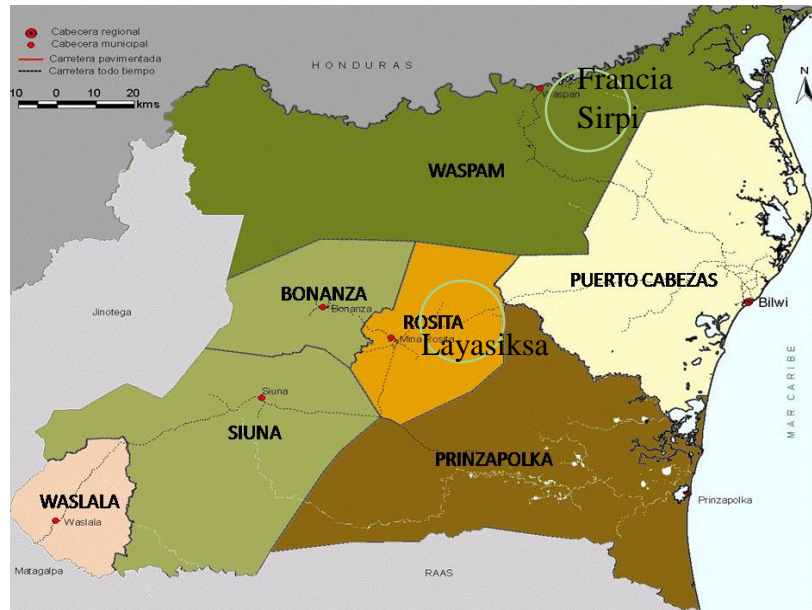 Cabecera regional
Cabecera municipal
Carretera pavimentada
Carretera todo tiempo
10 0 10 20
kms
HONDURAS
N
Francia
Sirpi
Waspan
WASPAM
PUERTO CABEZAS
Bilwi
BONANZA
Bonanza
ROSITA
Mina Rosita
Layasiksa
Jinotega
Siuna
SIUNA
PRINZAPOLKA
Prinzapolka
MAR CARIBE
WASLALA
Waslala
Matagalpa
RAAS